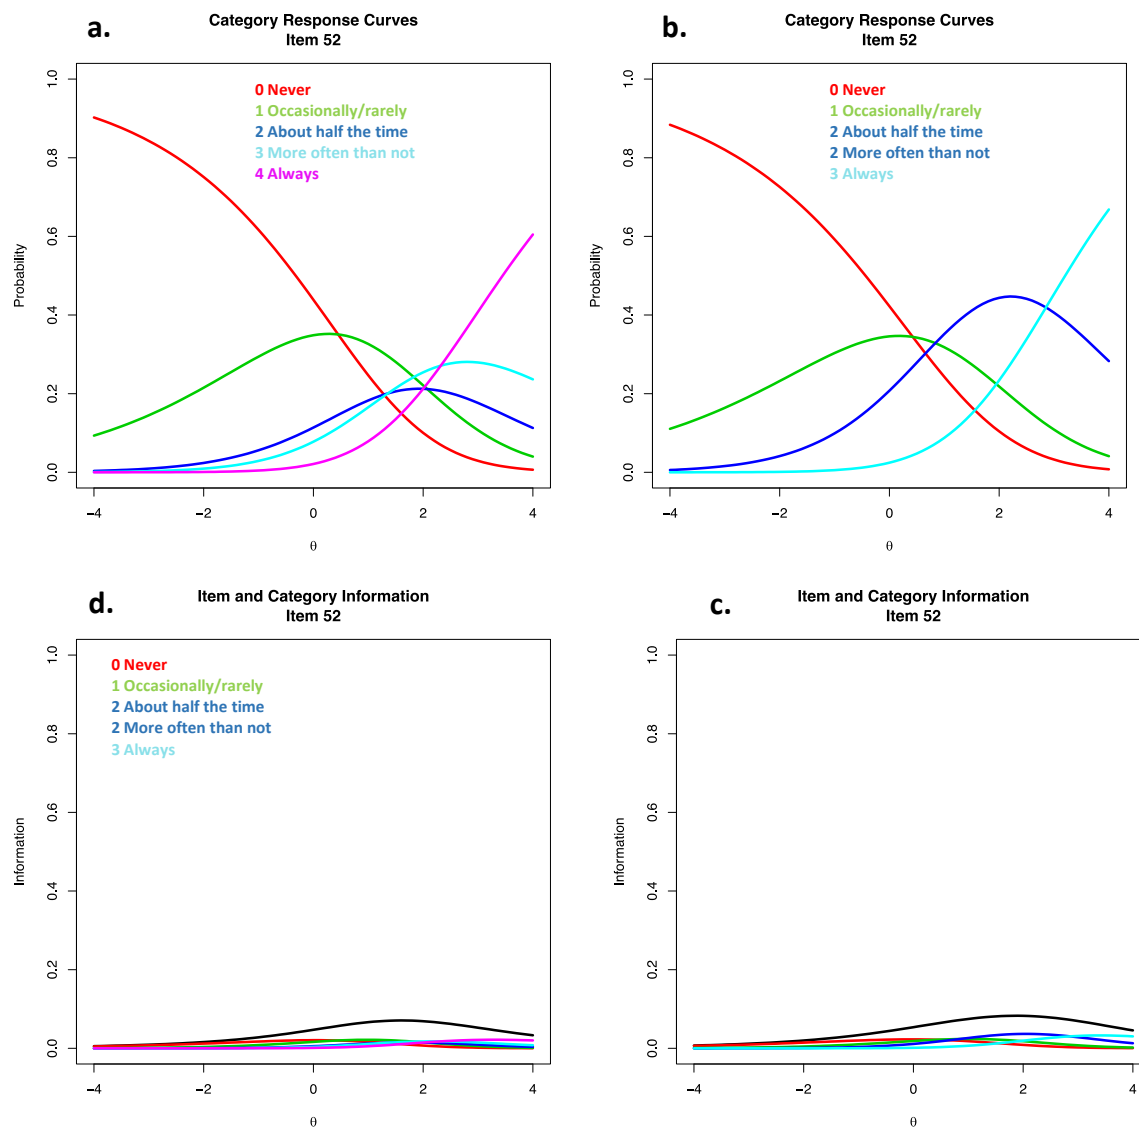 a.
Category Response Curves
Item 52
0 Never
1 Occasionally/rarely
2 About half the time
3 More often than not
4 Always
Probability
0.0
0.2
0.4
0.6
0.8
1.0
−4
−2
0
2
4
θ
b.
Category Response Curves
Item 52
0 Never
1 Occasionally/rarely
2 About half the time
2 More often than not
3 Always
Probability
0.0
0.2
0.4
0.6
0.8
1.0
−4
−2
0
2
4
θ
d.
Item and Category Information
Item 52
0 Never
1 Occasionally/rarely
2 About half the time
2 More often than not
3 Always
Information
0.0
0.2
0.4
0.6
0.8
1.0
−4
−2
0
2
4
θ
c.
Item and Category Information
Item 52
Information
0.0
0.2
0.4
0.6
0.8
1.0
−4
−2
0
2
4
θ